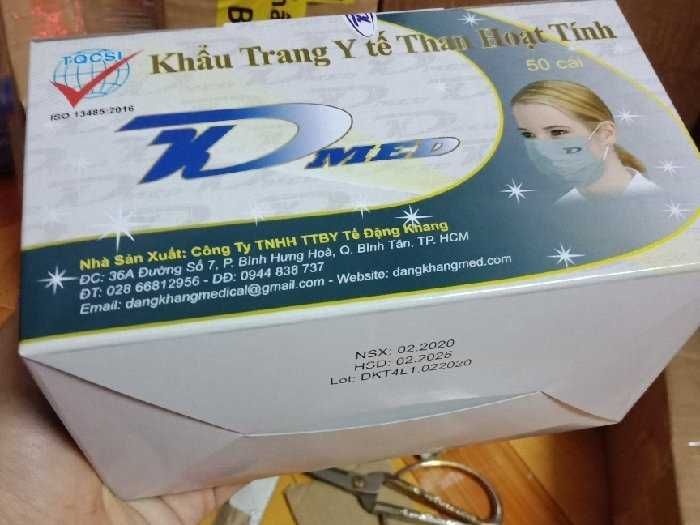 TQCSI
ISO 13485:2016
Khẩu Trang Y tế Than Hoạt Tính
50 cái
DK MED
D
Nhà Sản Xuất: Công Ty TNHH TTBY Tế Đặng Khang
ĐC: 36A Đường Số 7, P. Bình Hưng Hoà, Q. Bình Tân, TP. HCM
ĐT: 028 66812956 - DĐ: 0944 838 737
Email: dangkhangmedical@gmail.com - Website: dangkhangmed.com
NSX: 02.2020
HSD: 02.2025
Lot: DKT4L1.022020